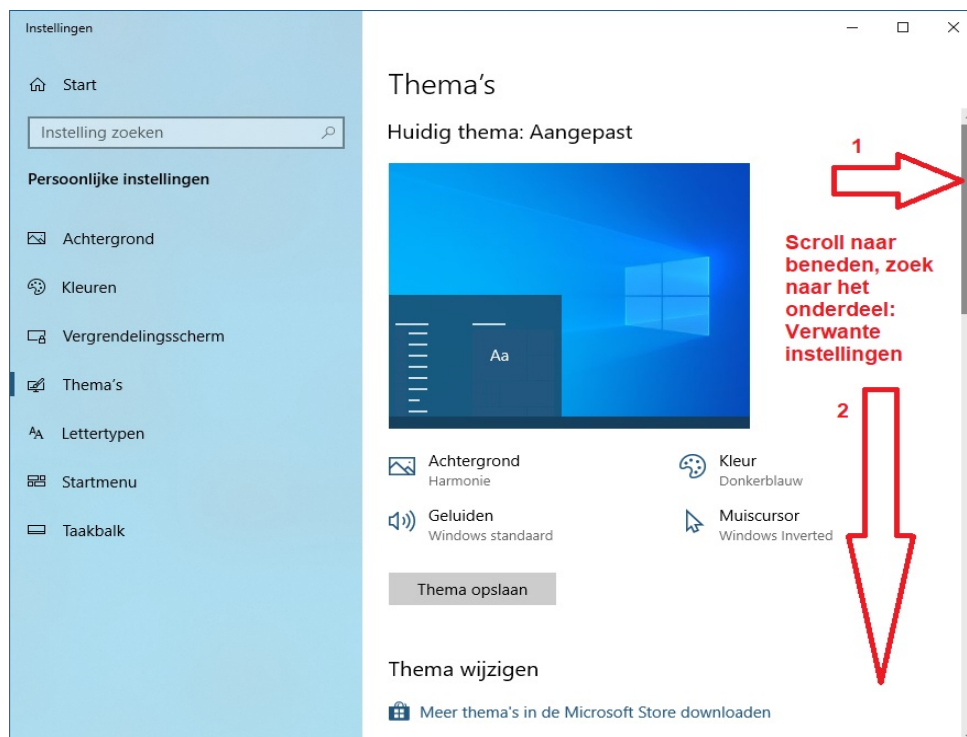 Instellingen
Start
Instelling zoeken
Persoonlijke instellingen
Achtergrond
Kleuren
Vergrendelingsscherm
Thema's
Lettertypen
Startmenu
Taakbalk
Thema's
Huidig thema: Aangepast
Aa
1
Scroll naar
beneden, zoek
naar het
onderdeel:
Verwante
instellingen
2
Achtergrond
Harmonie
Kleur
Donkerblauw
Geluiden
Windows standaard
Muiscursor
Windows Inverted
Thema opslaan
Thema wijzigen
Meer thema's in de Microsoft Store downloaden